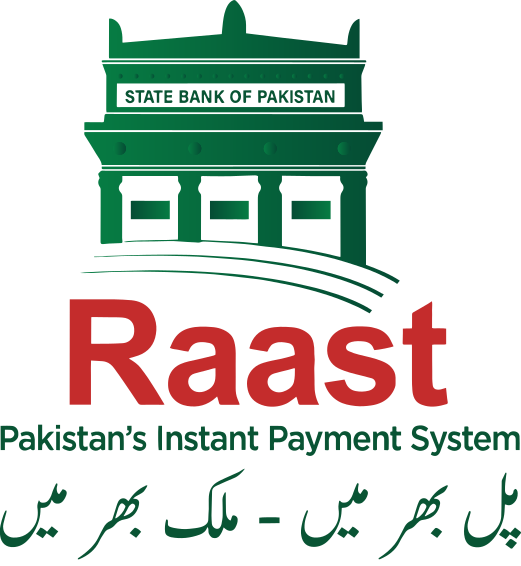 STATE BANK OF PAKISTAN
Raast
Pakistan's Instant Payment System
پل بھر میں - ملک بھر میں